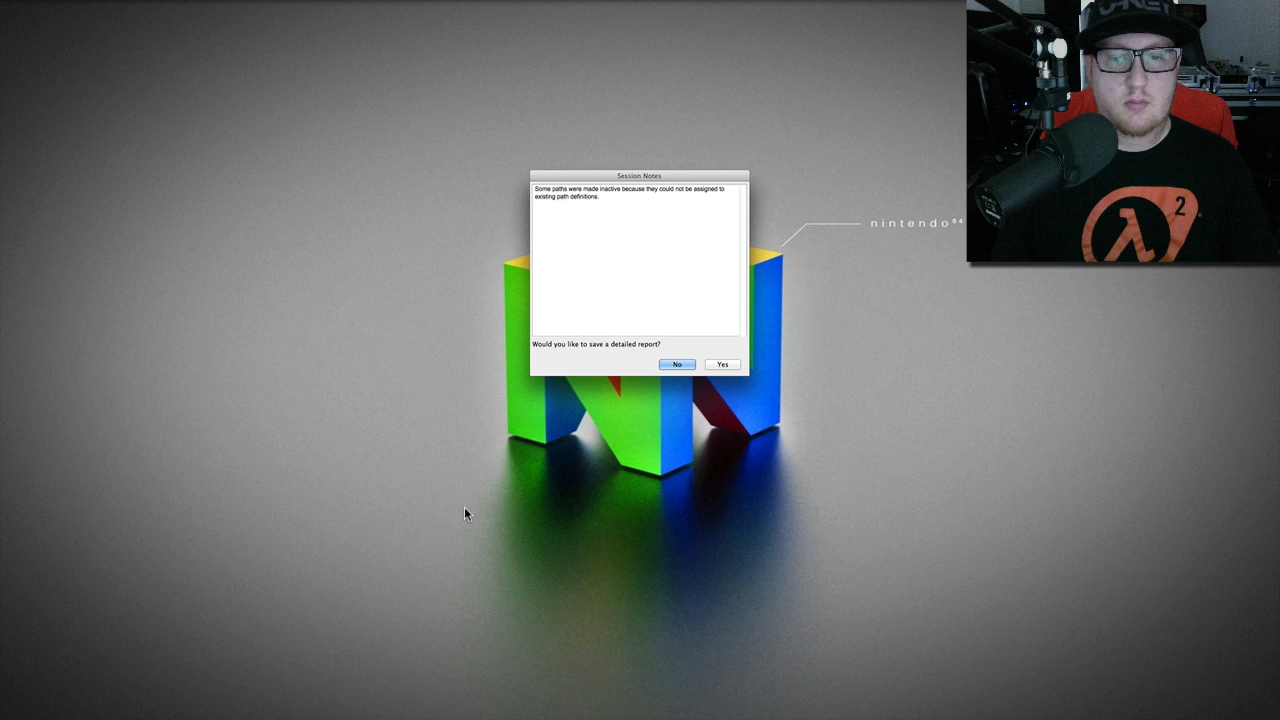 Session Notes
Some paths were made inactive because they could not be assigned to
existing path definitions.
Would you like to save a detailed report?
No
Yes
nintendo⁶⁴
2